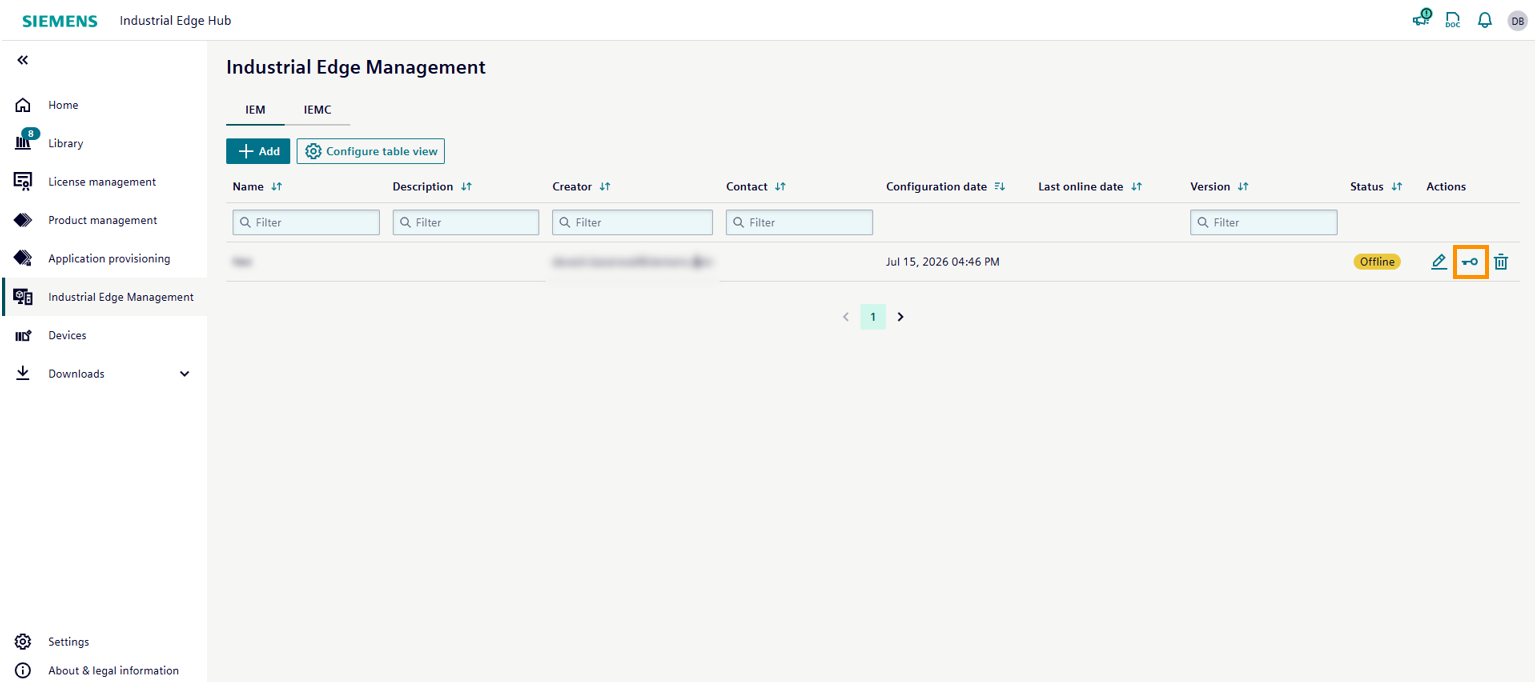 SIEMENS Industrial Edge Hub
! DOC DB
Industrial Edge Management
IEM IEMC
Add Configure table view
Name Description Creator Contact Configuration date Last online date Version Status Actions
Filter Filter Filter Filter Filter
Jul 15, 2026 04:46 PM Offline
1
Home
8
Library
License management
Product management
Application provisioning
Industrial Edge Management
Devices
Downloads
Settings
About & legal information